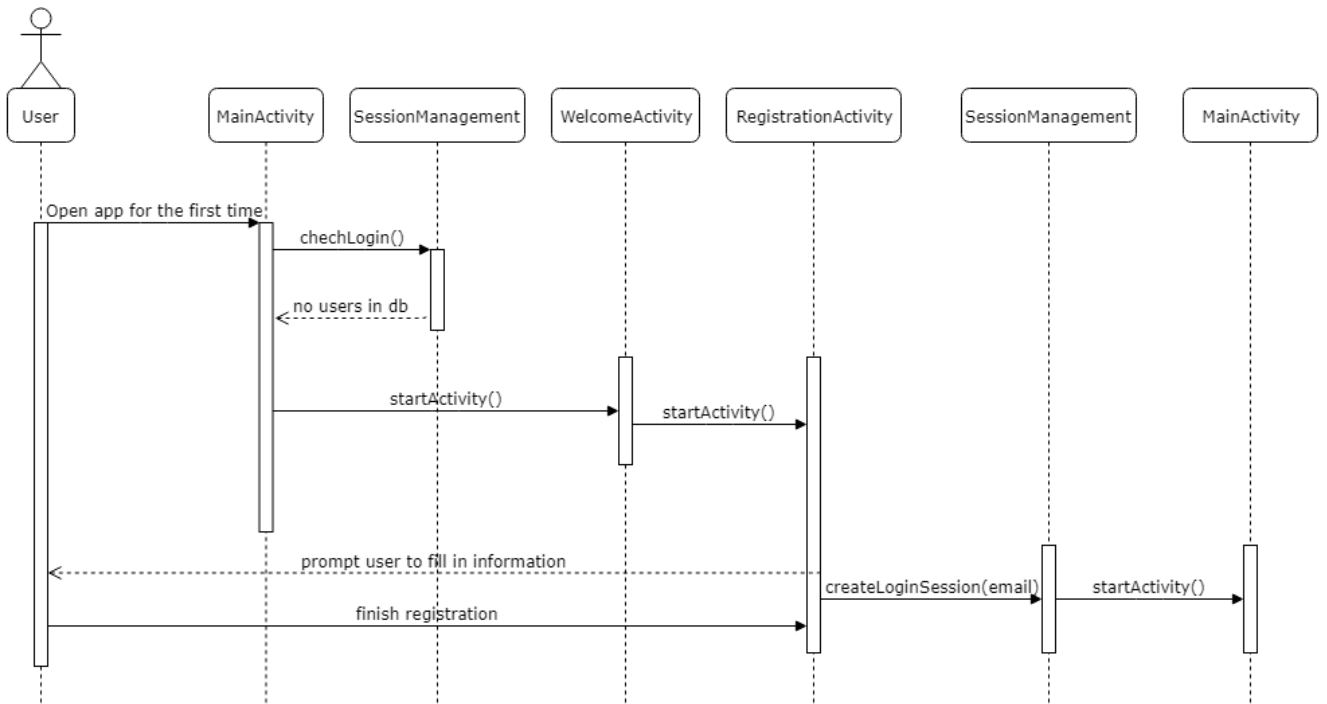 User
MainActivity
SessionManagement
WelcomeActivity
RegistrationActivity
SessionManagement
MainActivity
Open app for the first time
chechLogin()
no users in db
startActivity()
startActivity()
prompt user to fill in information
createLoginSession(email)
startActivity()
finish registration